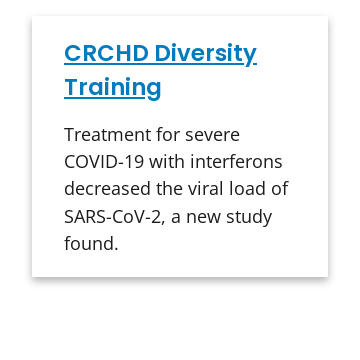 CRCHD Diversity
Training
Treatment for severe
COVID-19 with interferons
decreased the viral load of
SARS-CoV-2, a new study
found.